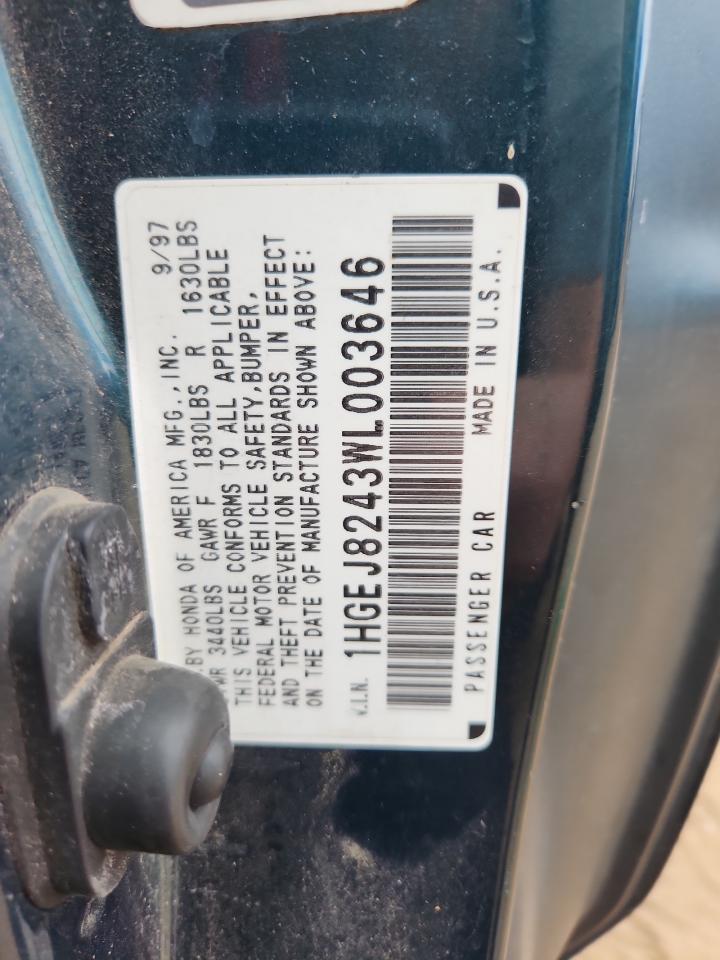 BY HONDA OF AMERICA MFG.,INC. 9/97
3440LBS GAWR F 1830LBS R 1630LBS
THIS VEHICLE CONFORMS TO ALL APPLICABLE
FEDERAL MOTOR VEHICLE SAFETY,BUMPER,
AND THEFT PREVENTION STANDARDS IN EFFECT
ON THE DATE OF MANUFACTURE SHOWN ABOVE:
V.I.N. 1HGEJ8243WL003646
PASSENGER CAR MADE IN U.S.A.